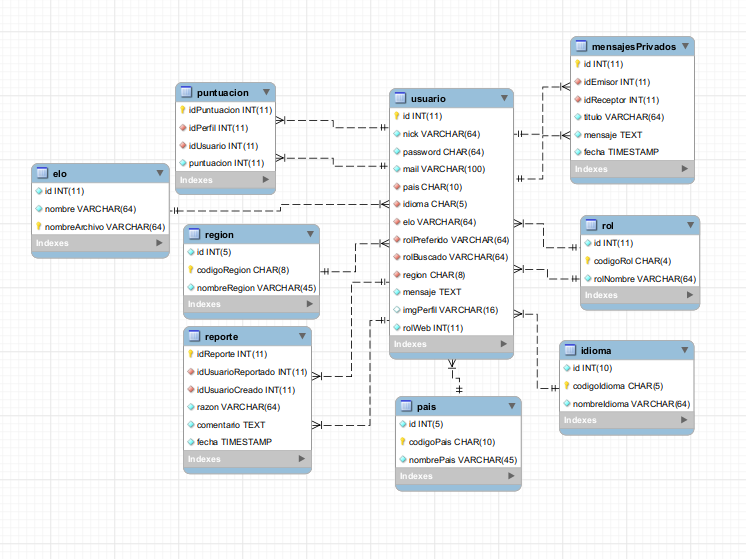 puntuacion
idPuntuacion INT(11)
idPerfil INT(11)
idUsuario INT(11)
puntuacion INT(11)
Indexes
elo
id INT(11)
nombre VARCHAR(64)
nombreArchivo VARCHAR(64)
Indexes
region
id INT(5)
codigoRegion CHAR(8)
nombreRegion VARCHAR(45)
Indexes
reporte
idReporte INT(11)
idUsuarioReportado INT(11)
idUsuarioCreado INT(11)
razon VARCHAR(64)
comentario TEXT
fecha TIMESTAMP
Indexes
usuario
id INT(11)
nick VARCHAR(64)
password CHAR(64)
mail VARCHAR(100)
pais CHAR(10)
idioma CHAR(5)
elo VARCHAR(64)
rolPreferido VARCHAR(64)
rolBuscado VARCHAR(64)
region CHAR(8)
mensaje TEXT
imgPerfil VARCHAR(16)
rolWeb INT(11)
Indexes
pais
id INT(5)
codigoPais CHAR(10)
nombrePais VARCHAR(45)
Indexes
mensajesPrivados
id INT(11)
idEmisor INT(11)
idReceptor INT(11)
titulo VARCHAR(64)
mensaje TEXT
fecha TIMESTAMP
Indexes
rol
id INT(11)
codigoRol CHAR(4)
rolNombre VARCHAR(64)
Indexes
idioma
id INT(10)
codigoIdioma CHAR(5)
nombreIdioma VARCHAR(64)
Indexes